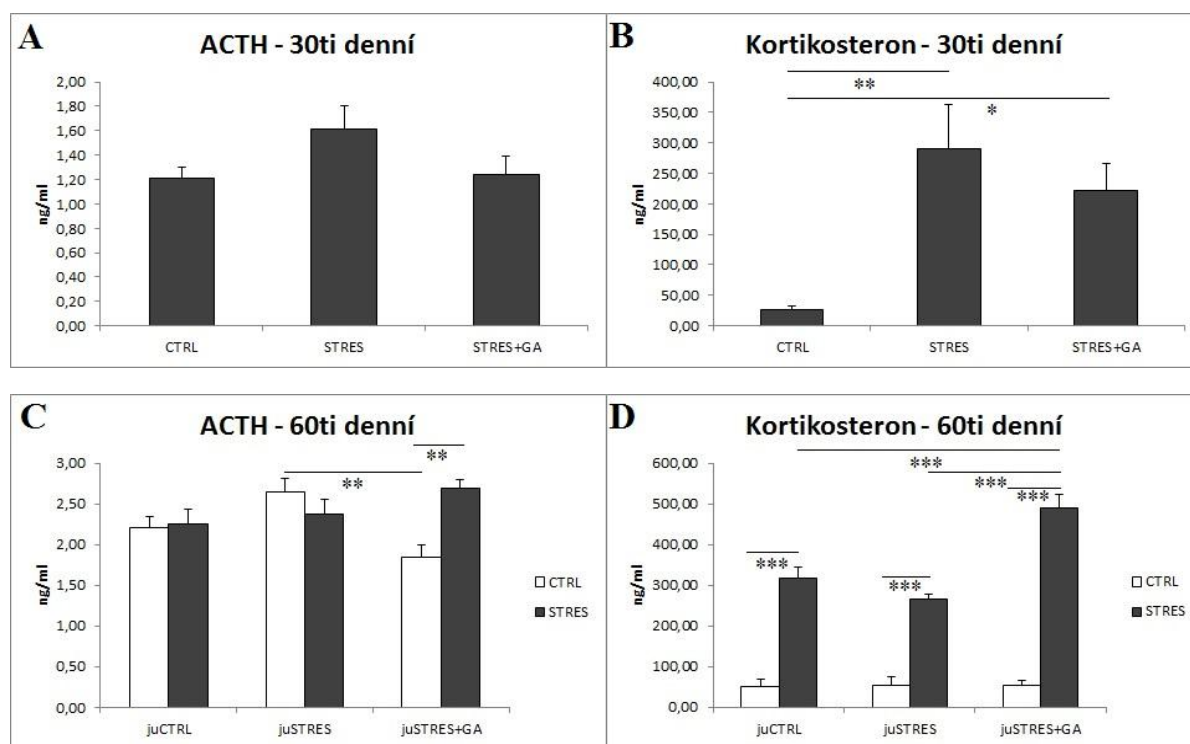 A
ACTH - 30ti denní
2,00
1,80
1,60
1,40
1,20
1,00
0,80
0,60
0,40
0,20
0,00
ng/ml
CTRL
STRES
STRES+GA
B
Kortikosteron - 30ti denní
400,00
350,00
300,00
250,00
200,00
150,00
100,00
50,00
0,00
ng/ml
**
*
CTRL
STRES
STRES+GA
C
ACTH - 60ti denní
3,00
2,50
2,00
1,50
1,00
0,50
0,00
ng/ml
**
**
juCTRL
juSTRES
juSTRES+GA
CTRL
STRES
D
Kortikosteron - 60ti denní
600,00
500,00
400,00
300,00
200,00
100,00
0,00
ng/ml
***
***
***
***
***
juCTRL
juSTRES
juSTRES+GA
CTRL
STRES